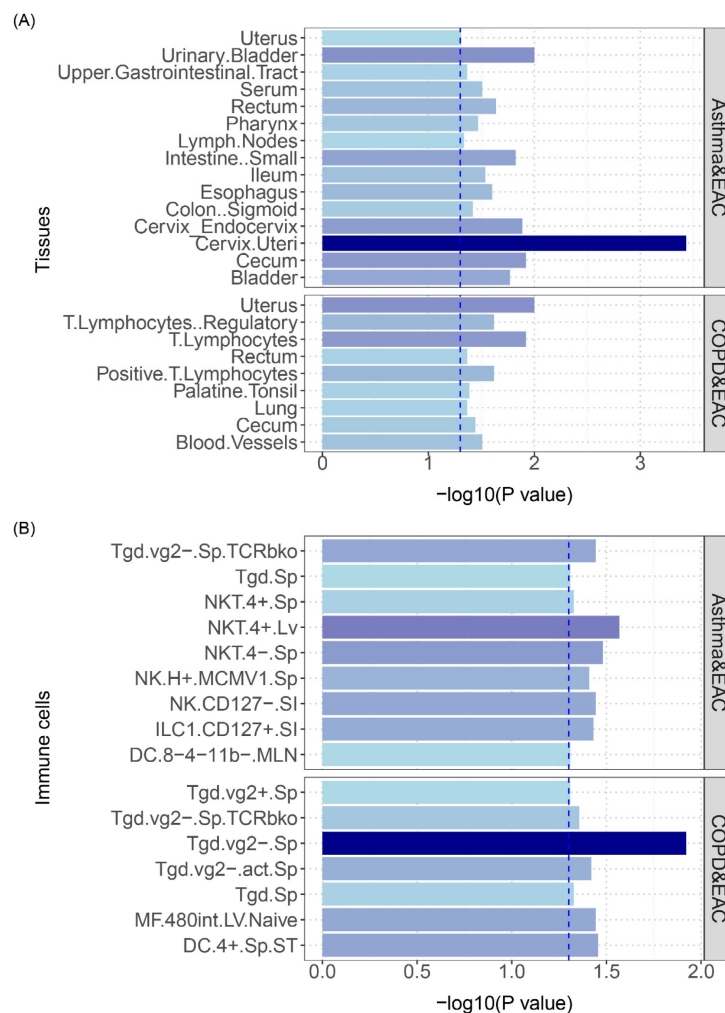 (A)
Uterus
Urinary.Bladder
Upper.Gastrointestinal.Tract
Serum
Rectum
Pharynx
Lymph.Nodes
Intestine..Small
Ileum
Esophagus
Colon..Sigmoid
Cervix_Endocervix
Cervix.Uteri
Cecum
Bladder
Asthma&EAC
Tissues
Uterus
T.Lymphocytes..Regulatory
T.Lymphocytes
Rectum
Positive.T.Lymphocytes
Palatine.Tonsil
Lung
Cecum
Blood.Vessels
COPD&EAC
0 1 2 3
−log10(P value)
(B)
Tgd.vg2−.Sp.TCRbko
Tgd.Sp
NKT.4+.Sp
NKT.4+.Lv
NKT.4−.Sp
NK.H+.MCMV1.Sp
NK.CD127−.SI
ILC1.CD127+.SI
DC.8−4−11b−.MLN
Asthma&EAC
Immune cells
Tgd.vg2+.Sp
Tgd.vg2−.Sp.TCRbko
Tgd.vg2−.Sp
Tgd.vg2−.act.Sp
Tgd.Sp
MF.480int.LV.Naive
DC.4+.Sp.ST
COPD&EAC
0.0 0.5 1.0 1.5 2.0
−log10(P value)